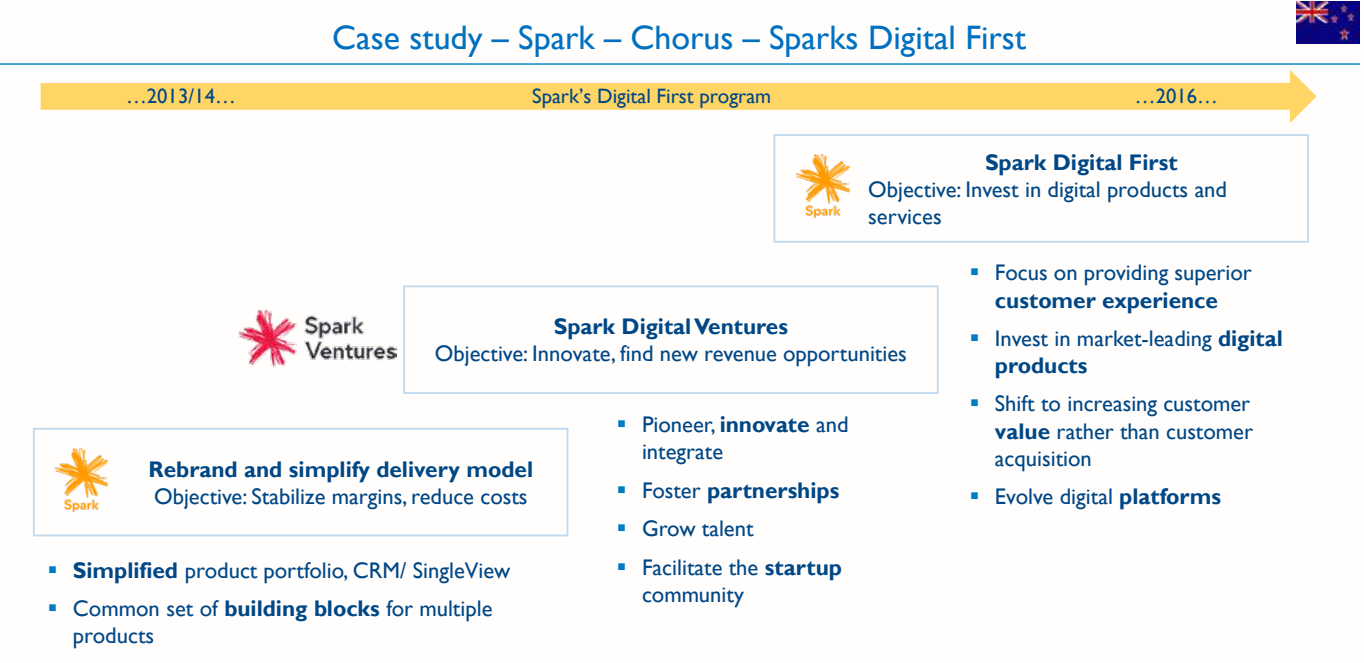 Case study – Spark – Chorus – Sparks Digital First
…2013/14…
Spark's Digital First program
…2016…
Spark
Spark Digital First
Objective: Invest in digital products and
services
▪ Focus on providing superior
customer experience
▪ Invest in market-leading digital
products
▪ Shift to increasing customer
value rather than customer
acquisition
▪ Evolve digital platforms
Spark
Ventures
Spark Digital Ventures
Objective: Innovate, find new revenue opportunities
▪ Pioneer, innovate and
integrate
▪ Foster partnerships
▪ Grow talent
▪ Facilitate the startup
community
Spark
Rebrand and simplify delivery model
Objective: Stabilize margins, reduce costs
▪ Simplified product portfolio, CRM/ SingleView
▪ Common set of building blocks for multiple
products